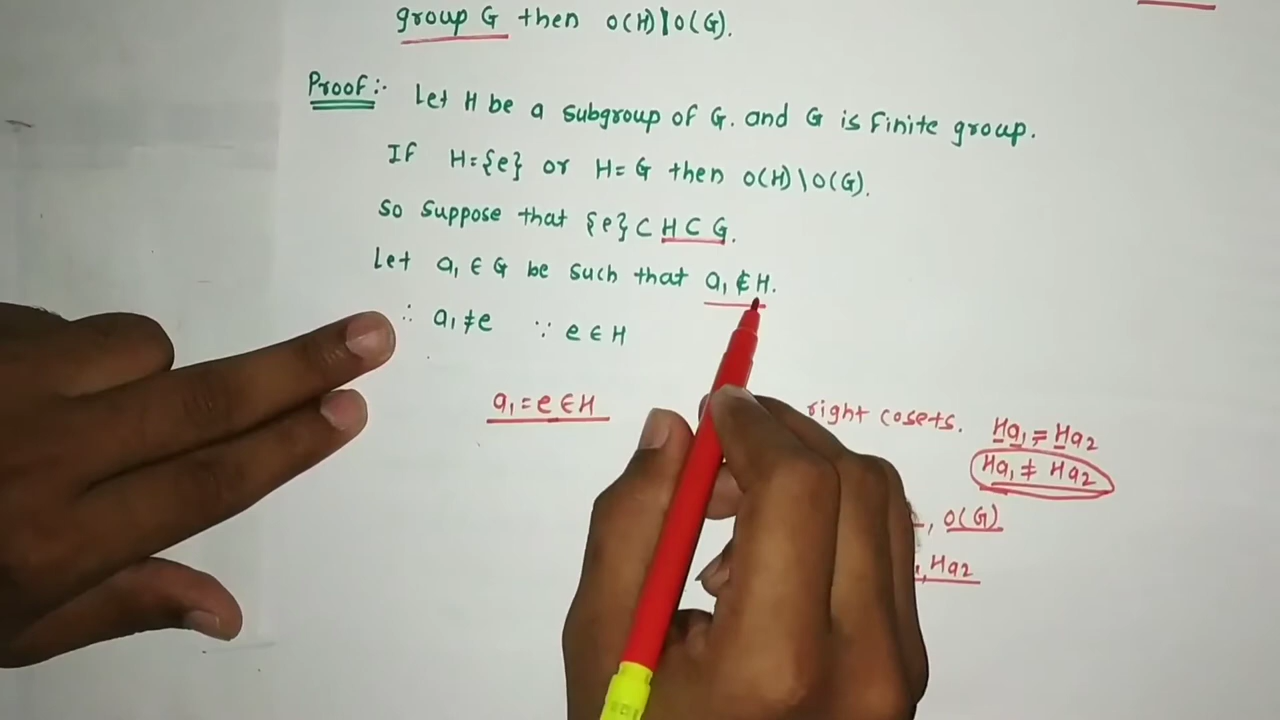 group G then o(H)\o(G).
Proof:- Let H be a subgroup of G. and G is finite group.
If H={e} or H=G then o(H)\o(G).
So suppose that {e}⊂H⊂G.
Let a₁∈G be such that a₁∉H.
∴ a₁≠e ∵ e∈H
a₁=e∈H
right cosets. Ha₁=Ha₂
Ha₁≠Ha₂
, o(G)
,Ha₂